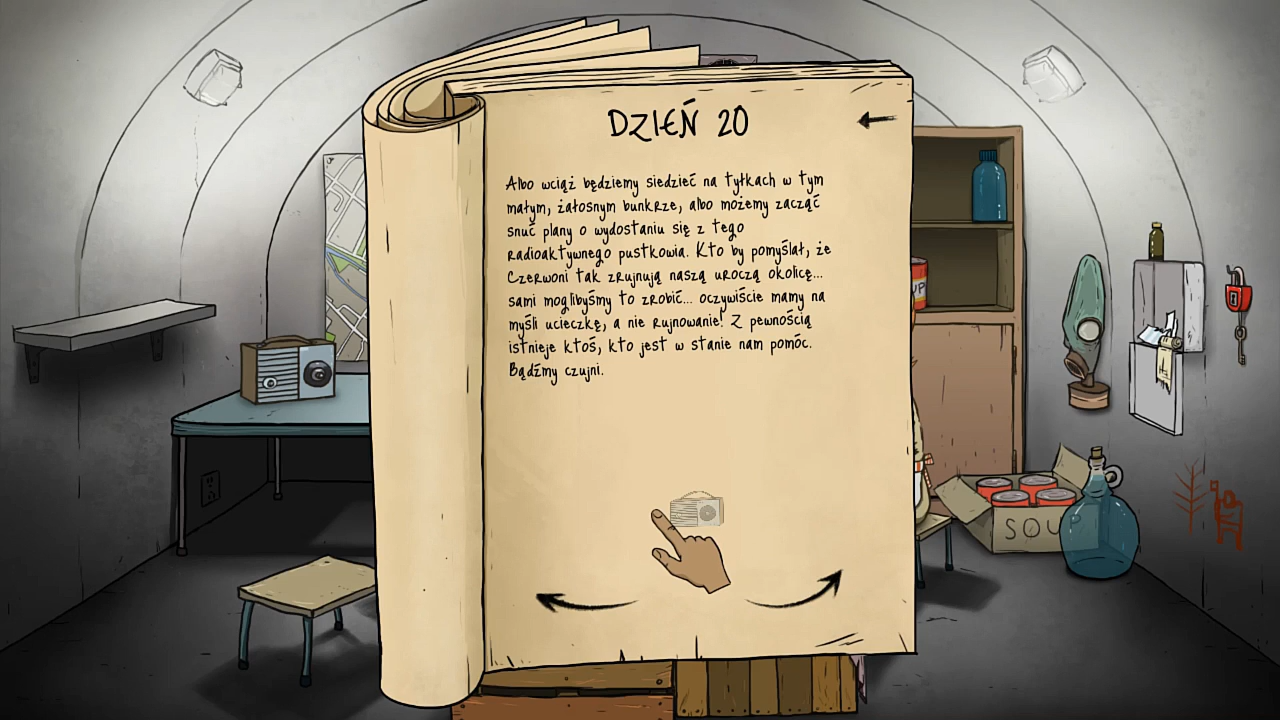 DZIEŃ 20
Albo wciąż będziemy siedzieć na tyłkach w tym
małym, żałosnym bunkrze, albo możemy zacząć
snuć plany o wydostaniu się z tego
radioaktywnego pustkowia. Kto by pomyślał, że
Czerwoni tak zrujnują naszą uroczą okolicę...
sami moglibyśmy to zrobić... oczywiście mamy na
myśli ucieczkę, a nie rujnowanie! Z pewnością
istnieje ktoś, kto jest w stanie nam pomóc.
Bądźmy czujni.
UP
SOU